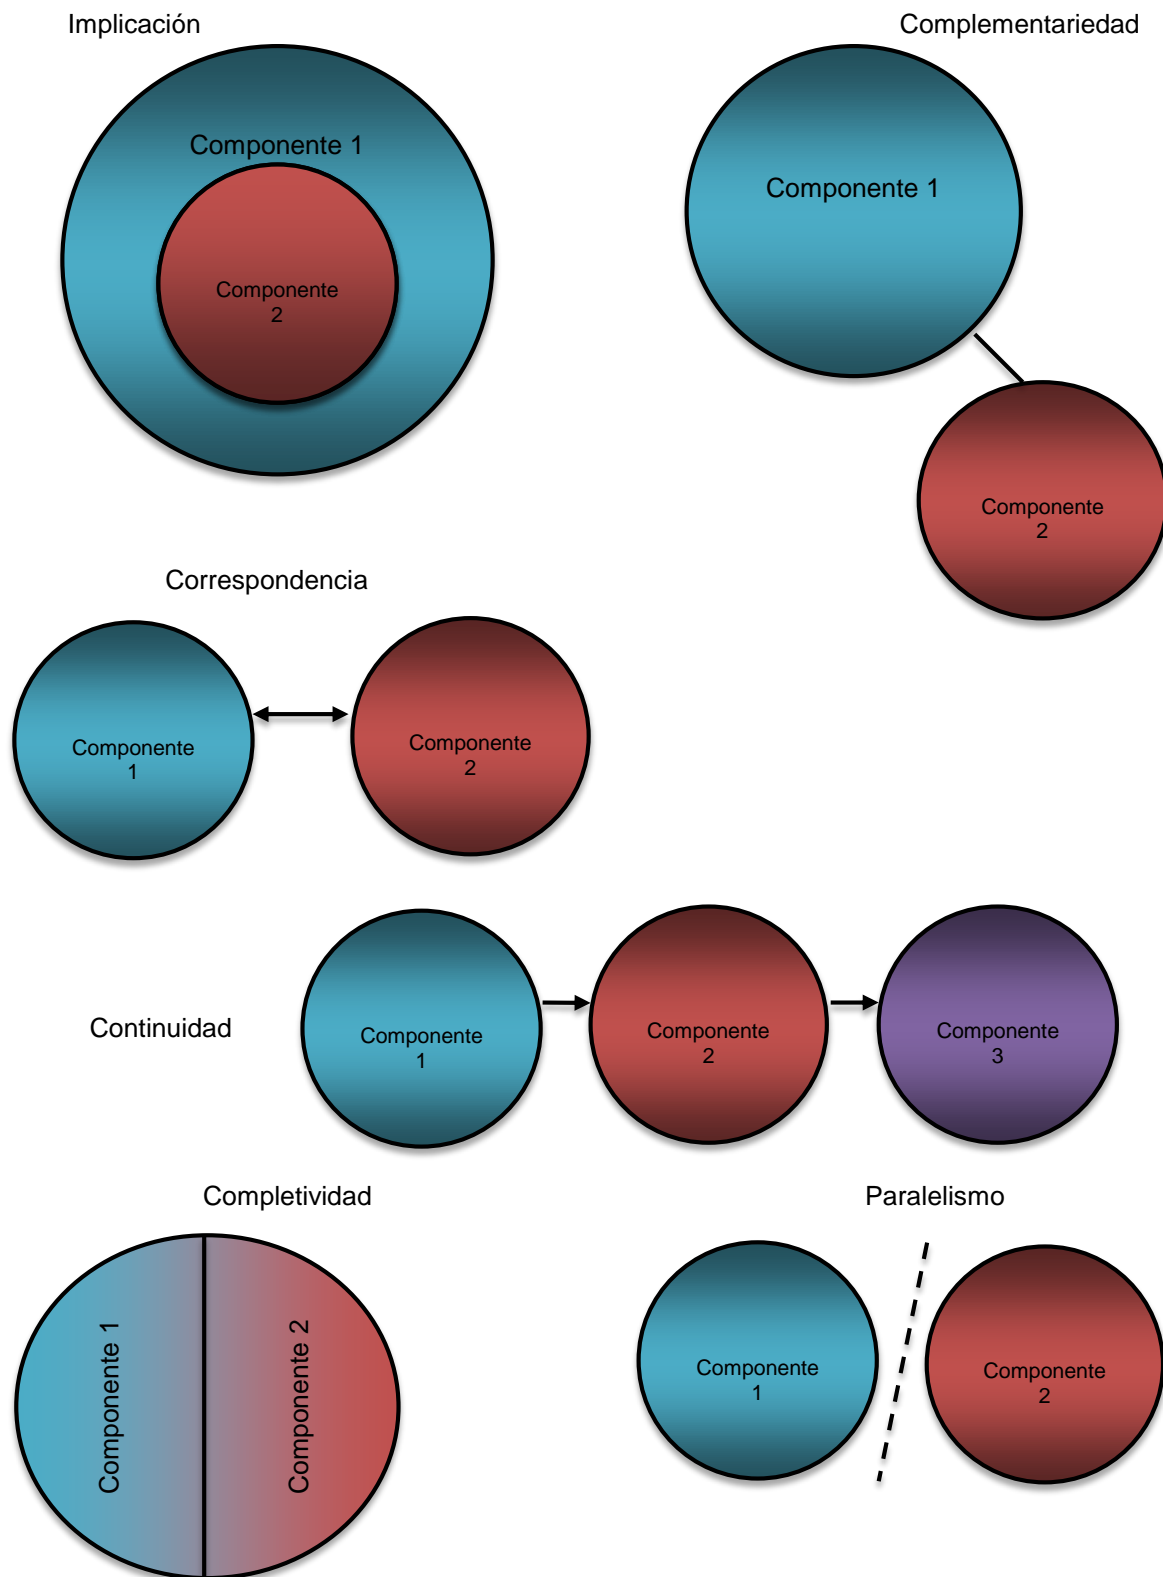 Implicación
Complementariedad
Componente 1
Componente
2
Componente 1
Componente
2
Correspondencia
Componente
1
Componente
2
Continuidad
Componente
1
Componente
2
Componente
3
Completividad
Componente 1
Componente 2
Paralelismo
Componente
1
Componente
2